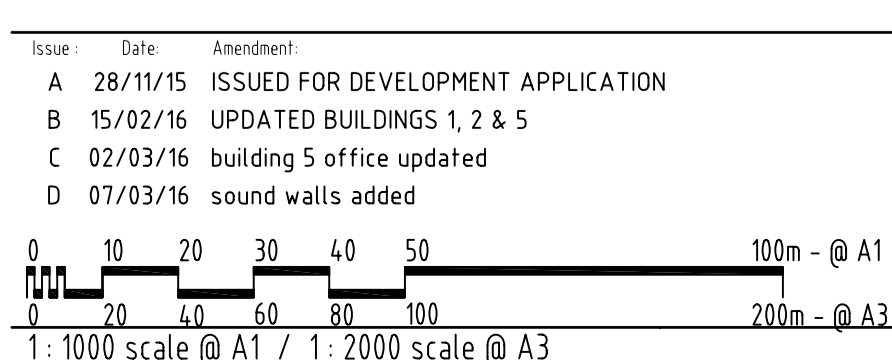 Issue : Date: Amendment:
A 28/11/15 ISSUED FOR DEVELOPMENT APPLICATION
B 15/02/16 UPDATED BUILDINGS 1, 2 & 5
C 02/03/16 building 5 office updated
D 07/03/16 sound walls added
0 10 20 30 40 50 100m - @ A1
0 20 40 60 80 100 200m - @ A3
1 : 1000 scale @ A1 / 1 : 2000 scale @ A3